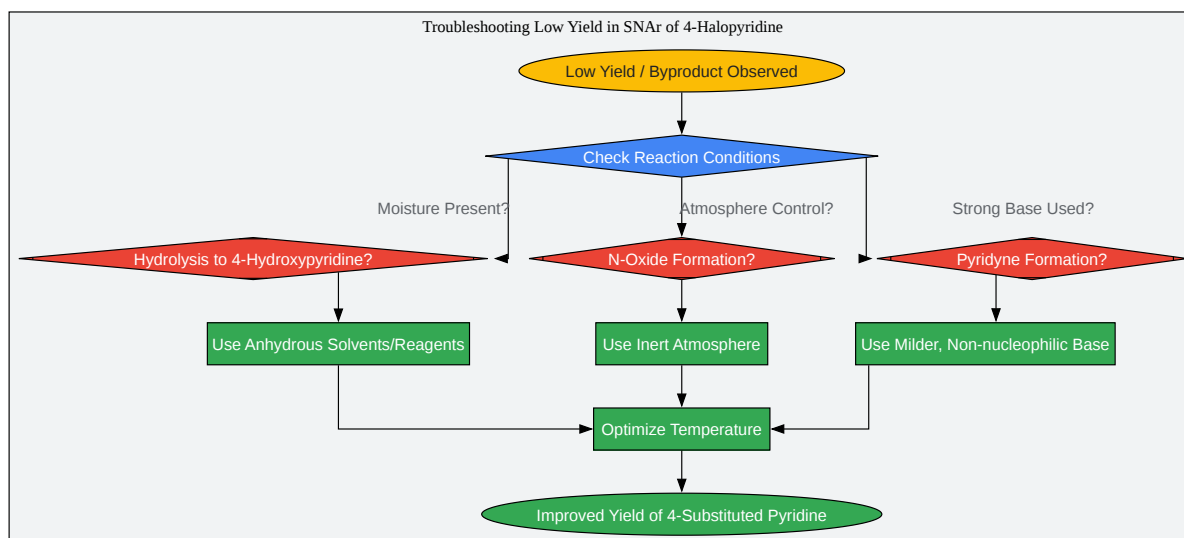 Troubleshooting Low Yield in SNAr of 4-Halopyridine
Low Yield / Byproduct Observed
Check Reaction Conditions
Moisture Present?
Atmosphere Control?
Strong Base Used?
Hydrolysis to 4-Hydroxypyridine?
N-Oxide Formation?
Pyridyne Formation?
Use Anhydrous Solvents/Reagents
Use Inert Atmosphere
Use Milder, Non-nucleophilic Base
Optimize Temperature
Improved Yield of 4-Substituted Pyridine